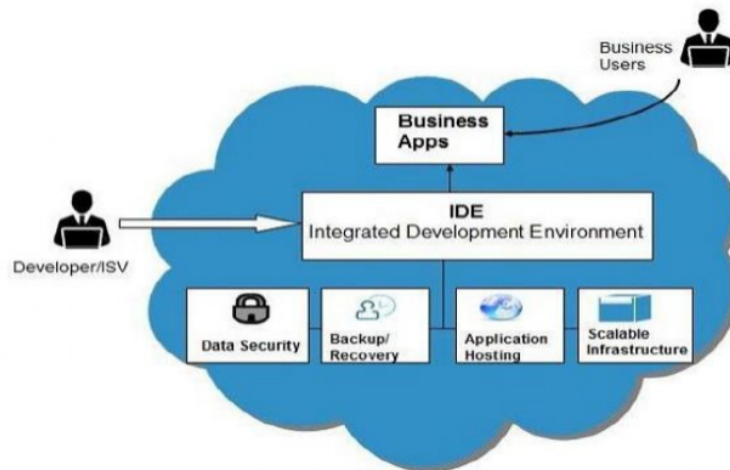 Business
Users
Business
Apps
IDE
Integrated Development Environment
Developer/ISV
Data Security
Backup/
Recovery
Application
Hosting
Scalable
Infrastructure